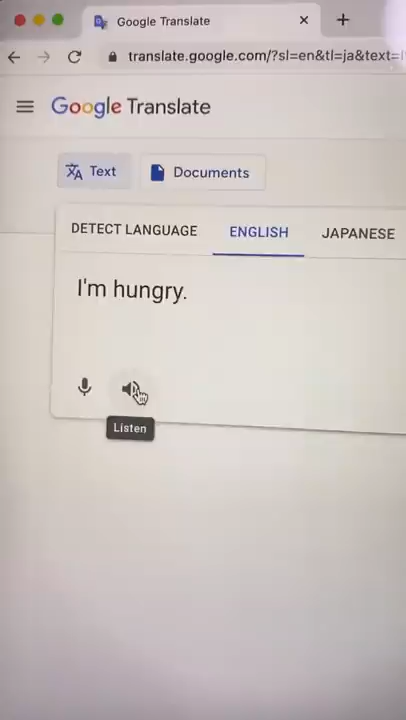 Google Translate
translate.google.com/?sl=en&tl=ja&text=I
Google Translate
Text
Documents
DETECT LANGUAGE
ENGLISH
JAPANESE
I'm hungry.
Listen